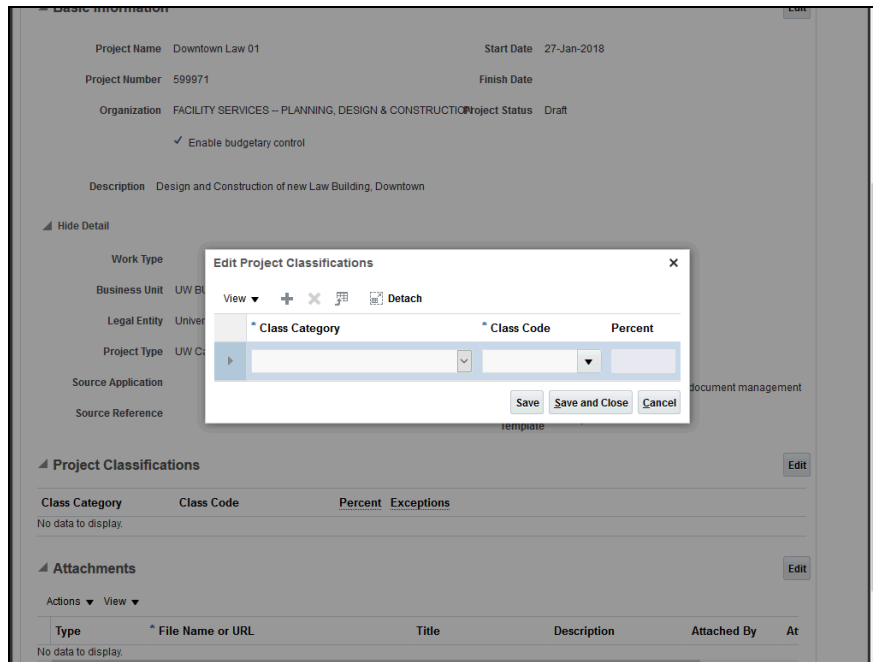 Basic Information Edit
Project Name Downtown Law 01 Start Date 27-Jan-2018
Project Number 599971 Finish Date
Organization FACILITY SERVICES -- PLANNING, DESIGN & CONSTRUCTION Project Status Draft
Enable budgetary control
Description Design and Construction of new Law Building, Downtown
Hide Detail
Work Type
Business Unit UW
Legal Entity
Project Type UW
Source Application document management
Source Reference
Template
Edit Project Classifications
View Detach
* Class Category * Class Code Percent
Save Save and Close Cancel
Project Classifications Edit
Class Category Class Code Percent Exceptions
No data to display.
Attachments Edit
Actions View
Type * File Name or URL Title Description Attached By At
No data to display.